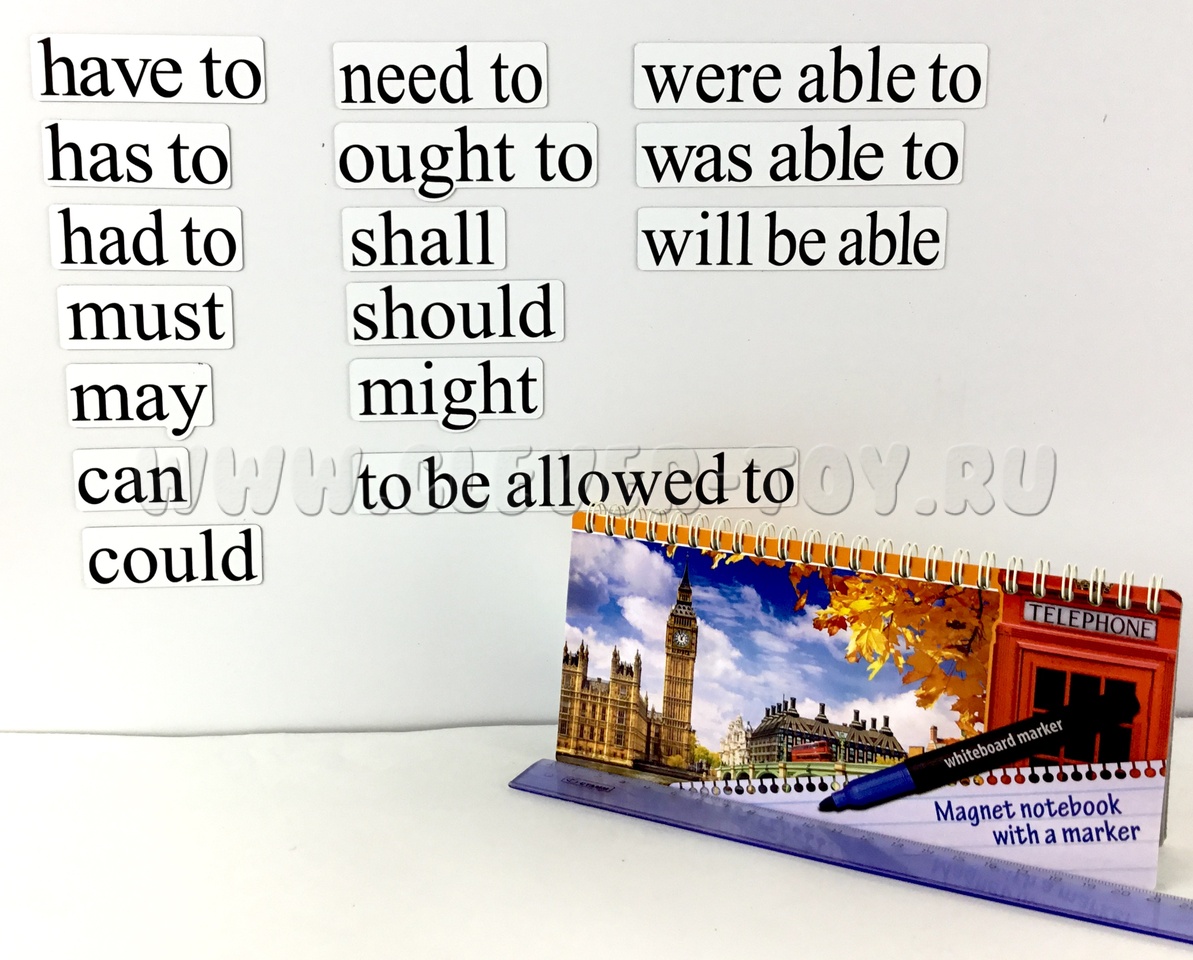 have to
has to
had to
must
may
can
could
need to
ought to
shall
should
might
to be allowed to
were able to
was able to
will be able
WWW.CLEVER-TOY.RU
TELEPHONE
whiteboard marker
Magnet notebook
with a marker